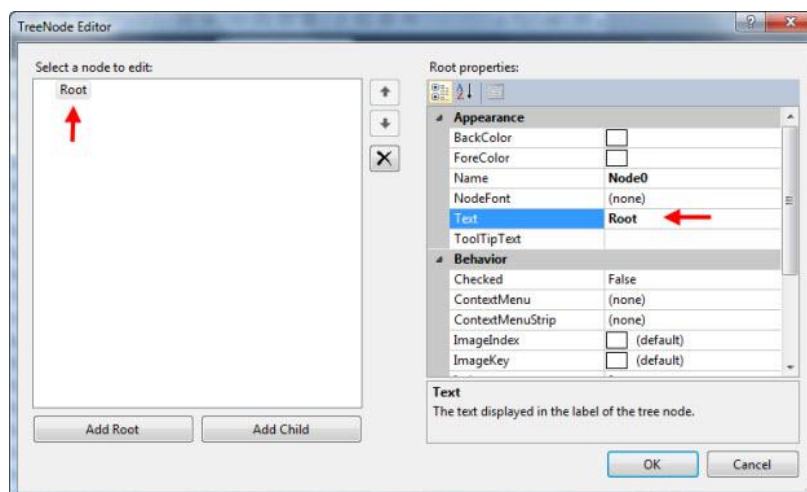 TreeNode Editor
Select a node to edit:
Root
Add Root
Add Child
Root properties:
Appearance
BackColor
ForeColor
Name Node0
NodeFont (none)
Text Root
ToolTipText
Behavior
Checked False
ContextMenu (none)
ContextMenuStrip (none)
ImageIndex (default)
ImageKey (default)
Text
The text displayed in the label of the tree node.
OK
Cancel